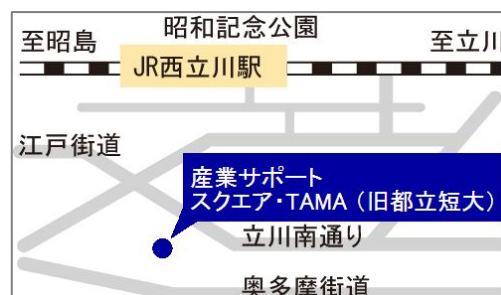 昭和記念公園
至昭島
至立川
JR西立川駅
江戸街道
産業サポート
スクエア・TAMA（旧都立短大）
立川南通り
奥多摩街道